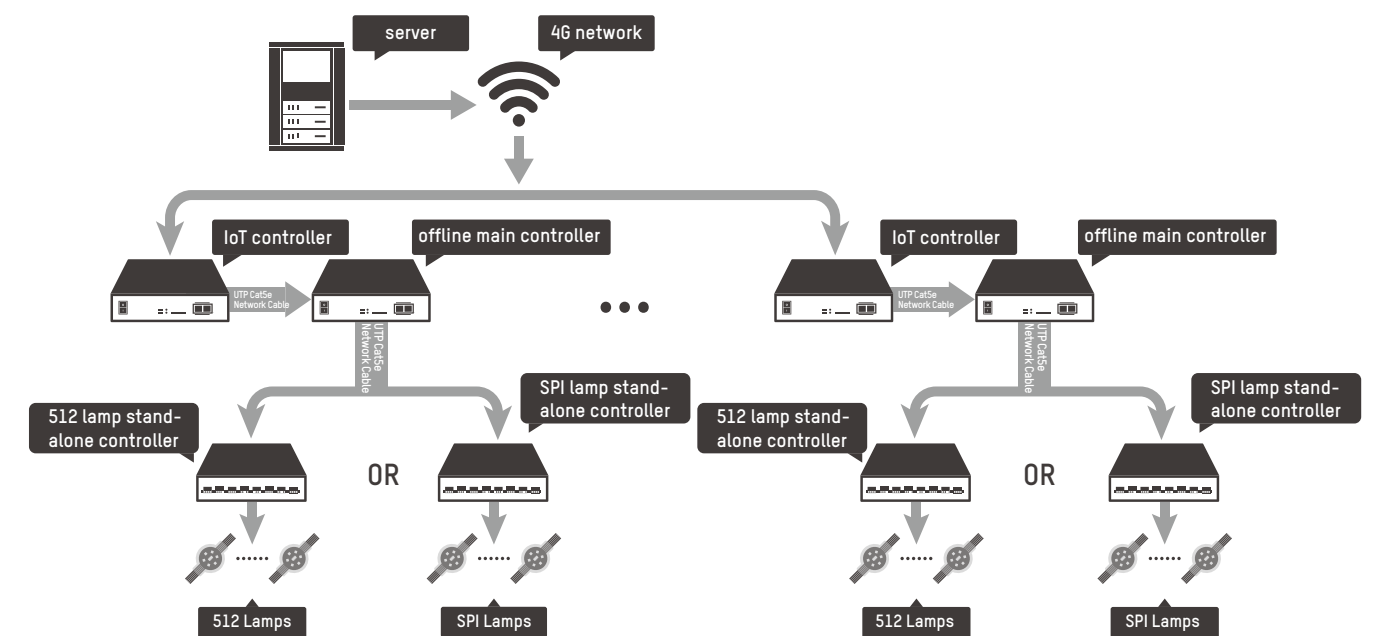 server
4G network
IoT controller
offline main controller
IoT controller
offline main controller
UTP Cat5e
Network Cable
UTP Cat5e
Network Cable
UTP Cat5e
Network Cable
UTP Cat5e
Network Cable
512 lamp stand-
alone controller
SPI lamp stand-
alone controller
512 lamp stand-
alone controller
SPI lamp stand-
alone controller
OR
OR
512 Lamps
SPI Lamps
512 Lamps
SPI Lamps